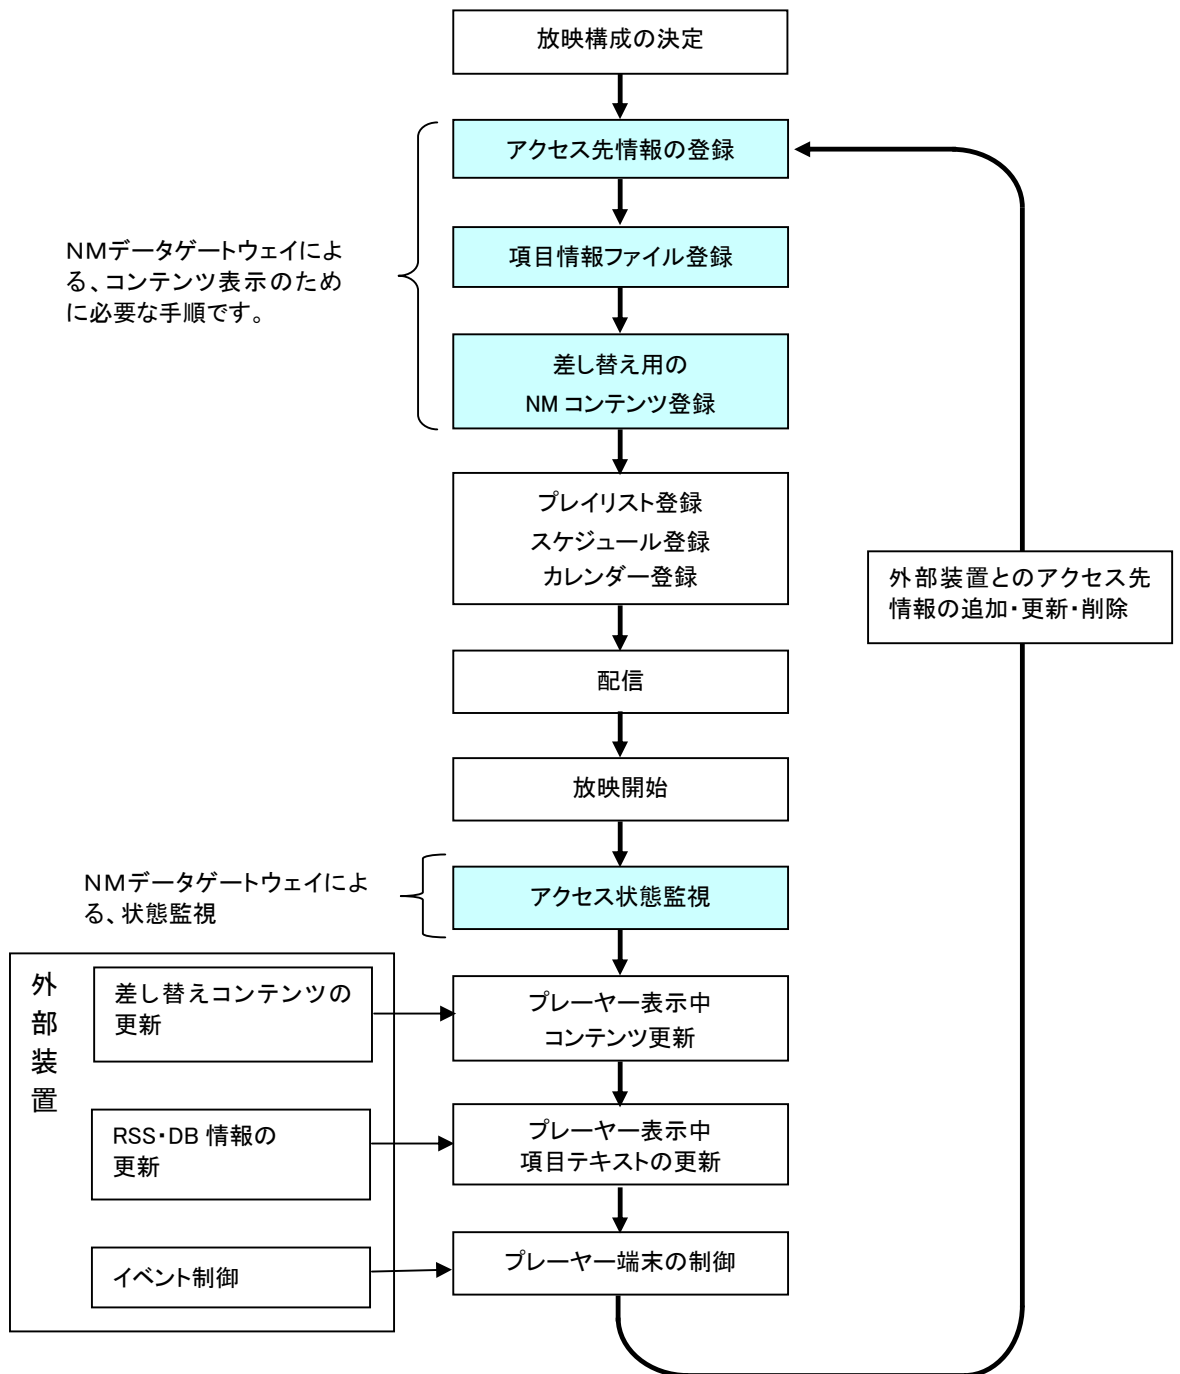 放映構成の決定
アクセス先情報の登録
項目情報ファイル登録
NMデータゲートウェイによ
る、コンテンツ表示のため
に必要な手順です。
差し替え用の
NM コンテンツ登録
プレイリスト登録
スケジュール登録
カレンダー登録
外部装置とのアクセス先
情報の追加・更新・削除
配信
放映開始
NMデータゲートウェイによ
る、状態監視
アクセス状態監視
外
部
装
置
差し替えコンテンツの
更新
プレーヤー表示中
コンテンツ更新
RSS・DB 情報の
更新
プレーヤー表示中
項目テキストの更新
イベント制御
プレーヤー端末の制御